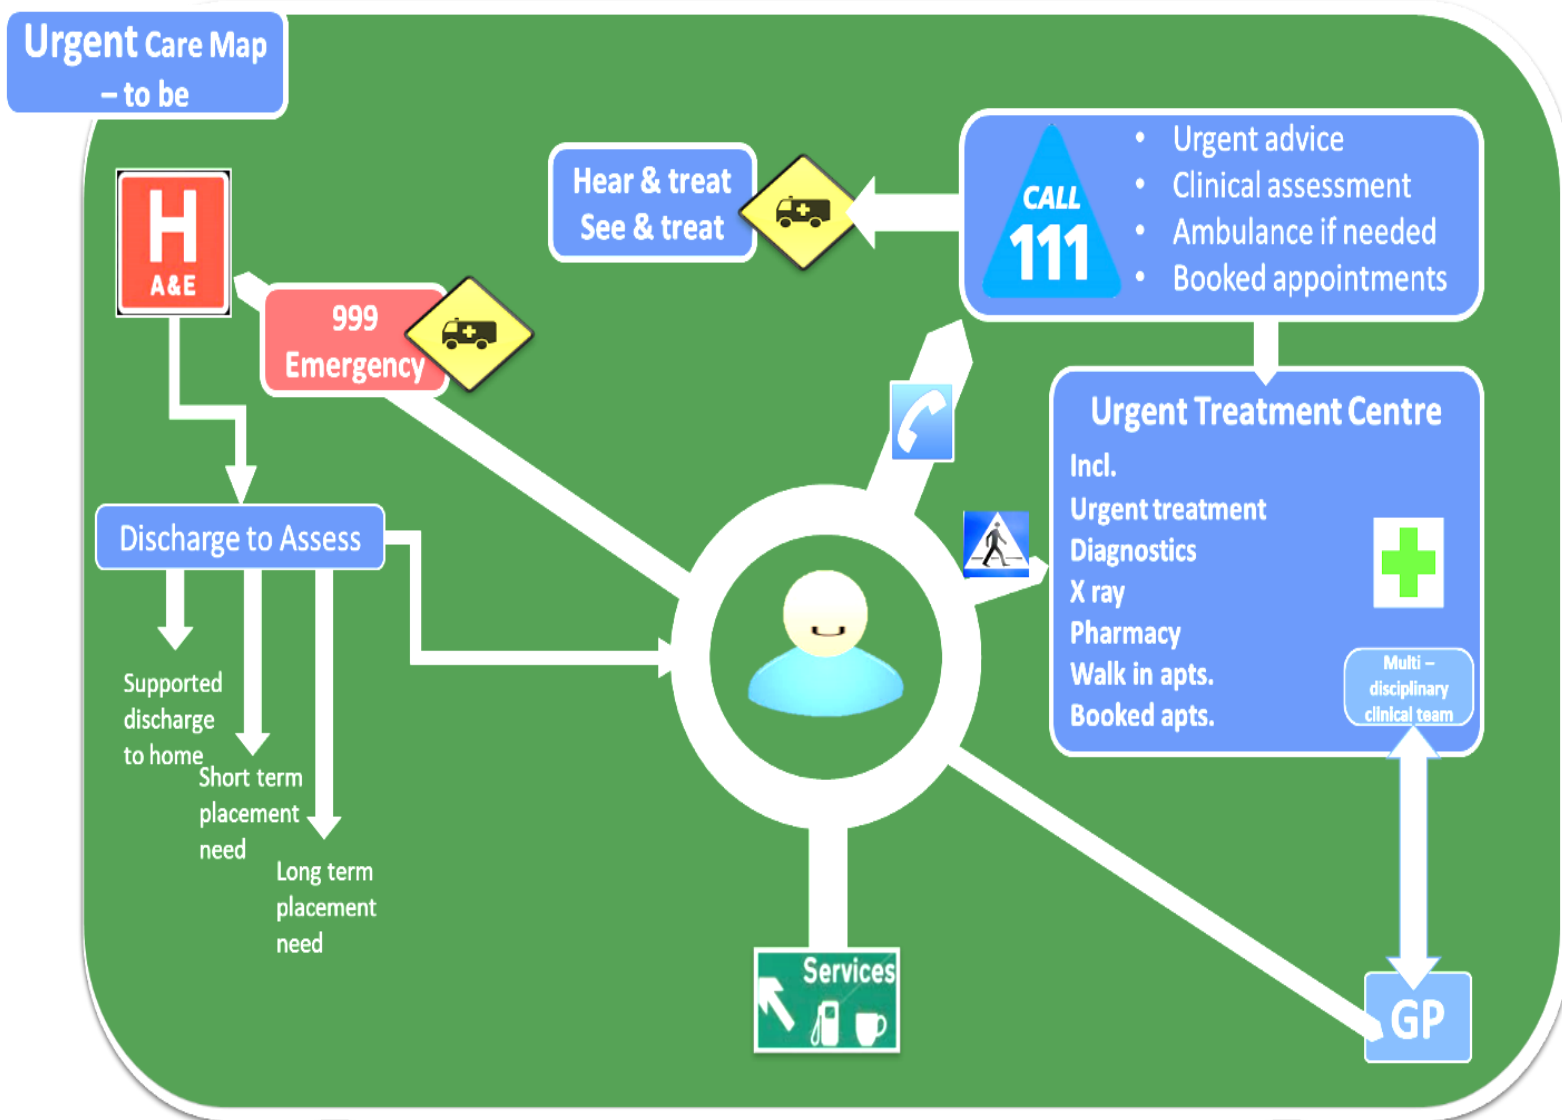 Urgent Care Map
– to be
H
A&E
999
Emergency
Hear & treat
See & treat
CALL
111
• Urgent advice
• Clinical assessment
• Ambulance if needed
• Booked appointments
Urgent Treatment Centre
Incl.
Urgent treatment
Diagnostics
X ray
Pharmacy
Walk in apts.
Booked apts.
Multi –
disciplinary
clinical team
Discharge to Assess
Supported
discharge
to home
Short term
placement
need
Long term
placement
need
Services
GP